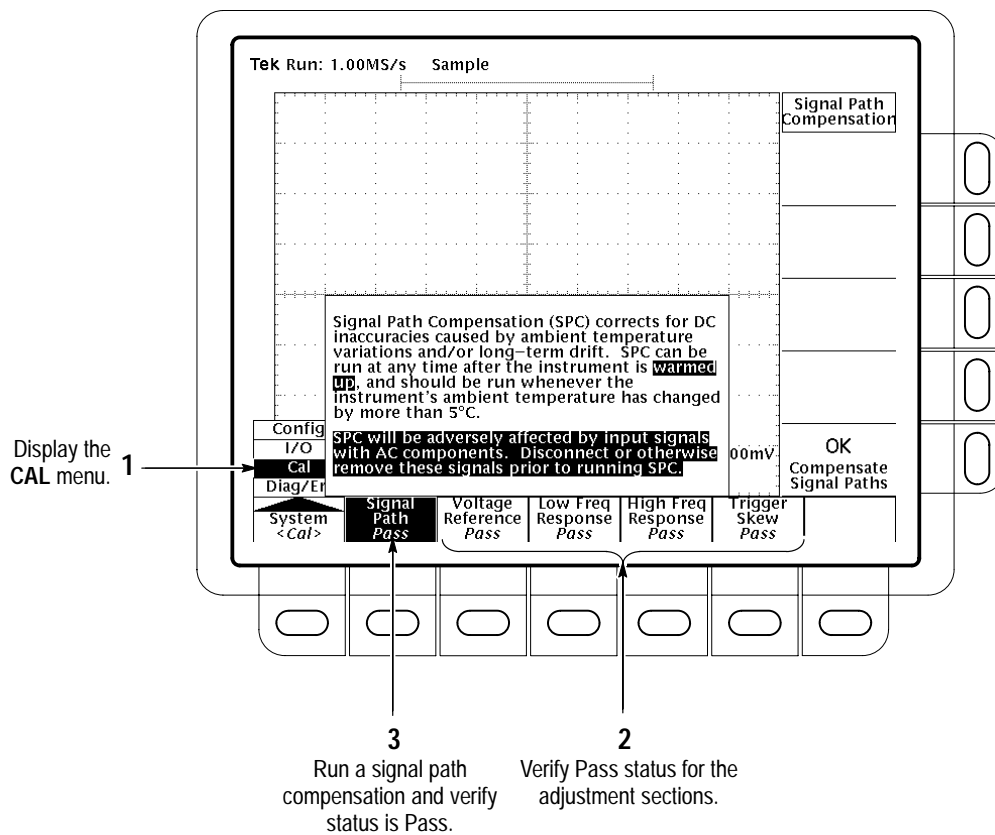 Tek Run: 1.00MS/s Sample
Signal Path
Compensation
Signal Path Compensation (SPC) corrects for DC
inaccuracies caused by ambient temperature
variations and/or long-term drift. SPC can be
run at any time after the instrument is warmed
up, and should be run whenever the
instrument's ambient temperature has changed
by more than 5°C.
SPC will be adversely affected by input signals
with AC components. Disconnect or otherwise
remove these signals prior to running SPC.
00mV
OK
Compensate
Signal Paths
Config
I/O
Cal
Diag/Er
System
<Cal>
Signal
Path
Pass
Voltage
Reference
Pass
Low Freq
Response
Pass
High Freq
Response
Pass
Trigger
Skew
Pass
Display the
CAL menu.
1
3
Run a signal path
compensation and verify
status is Pass.
2
Verify Pass status for the
adjustment sections.